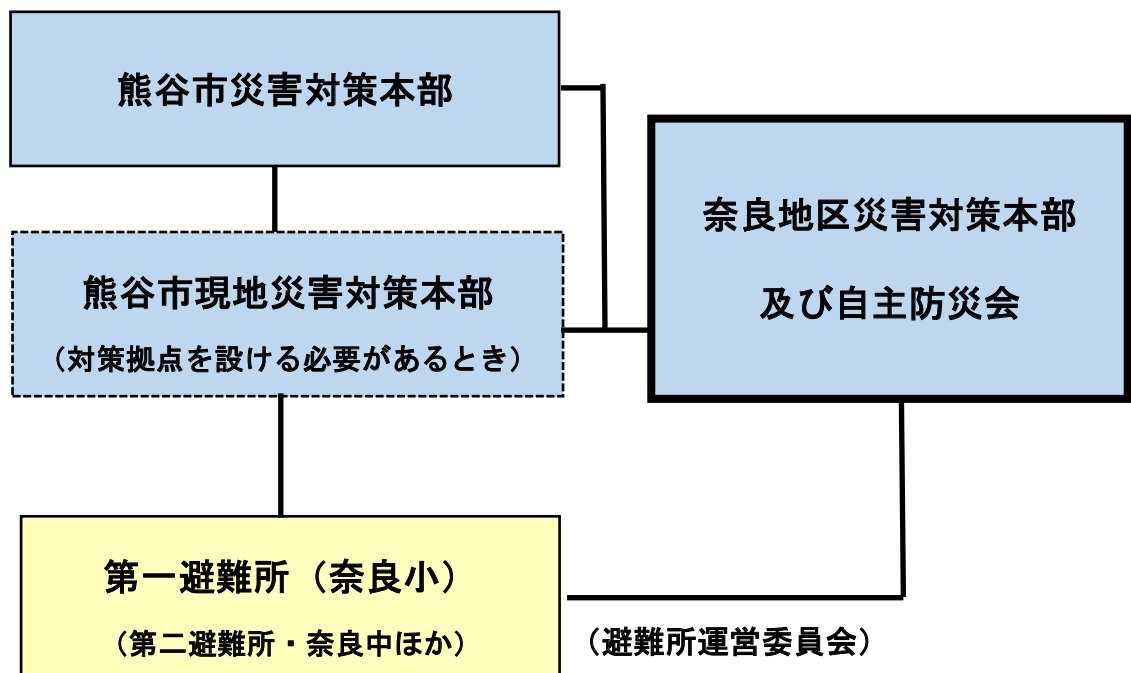 熊谷市災害対策本部
奈良地区災害対策本部
及び自主防災会
熊谷市現地災害対策本部
（対策拠点を設ける必要があるとき）
第一避難所（奈良小）
（第二避難所・奈良中ほか）
（避難所運営委員会）